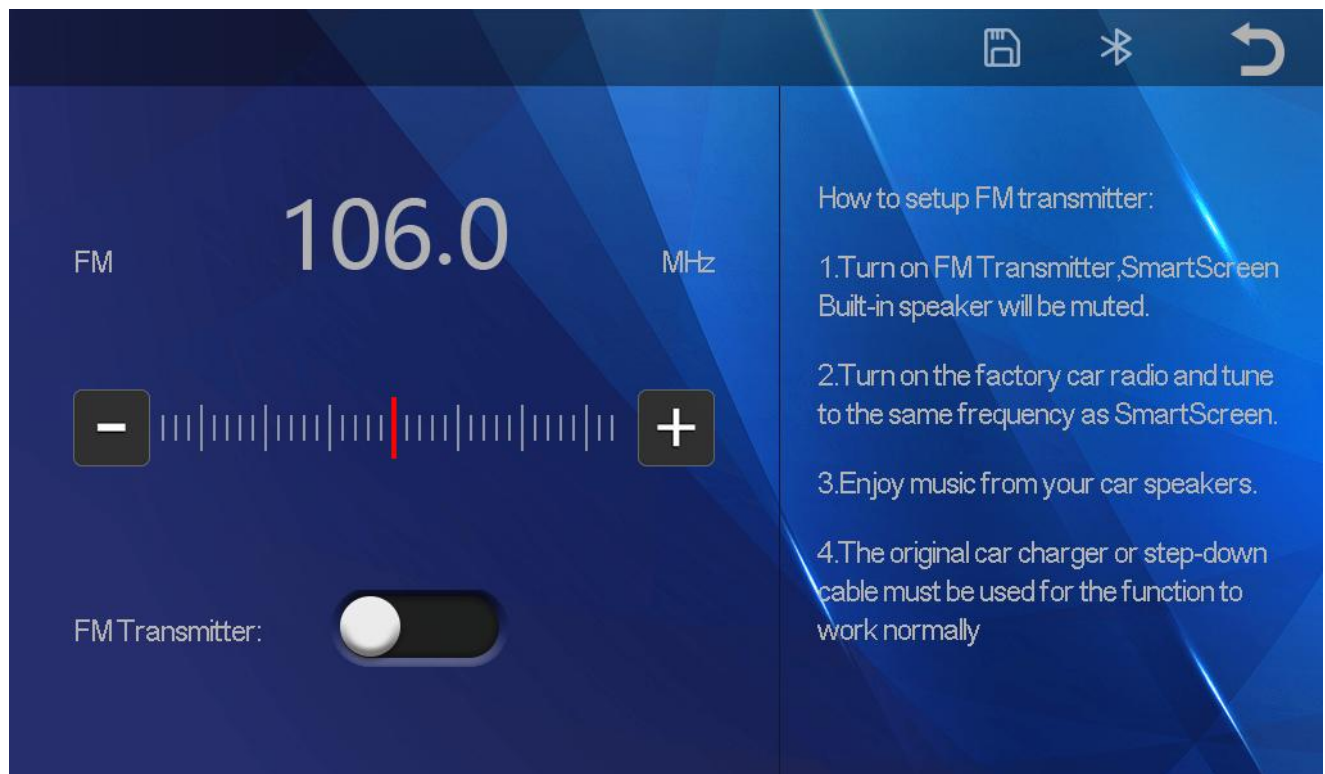 FM 106.0 MHz
- +
FM Transmitter:
How to setup FM transmitter:
1.Turn on FM Transmitter,SmartScreen
Built-in speaker will be muted.
2.Turn on the factory car radio and tune
to the same frequency as SmartScreen.
3.Enjoy music from your car speakers.
4.The original car charger or step-down
cable must be used for the function to
work normally